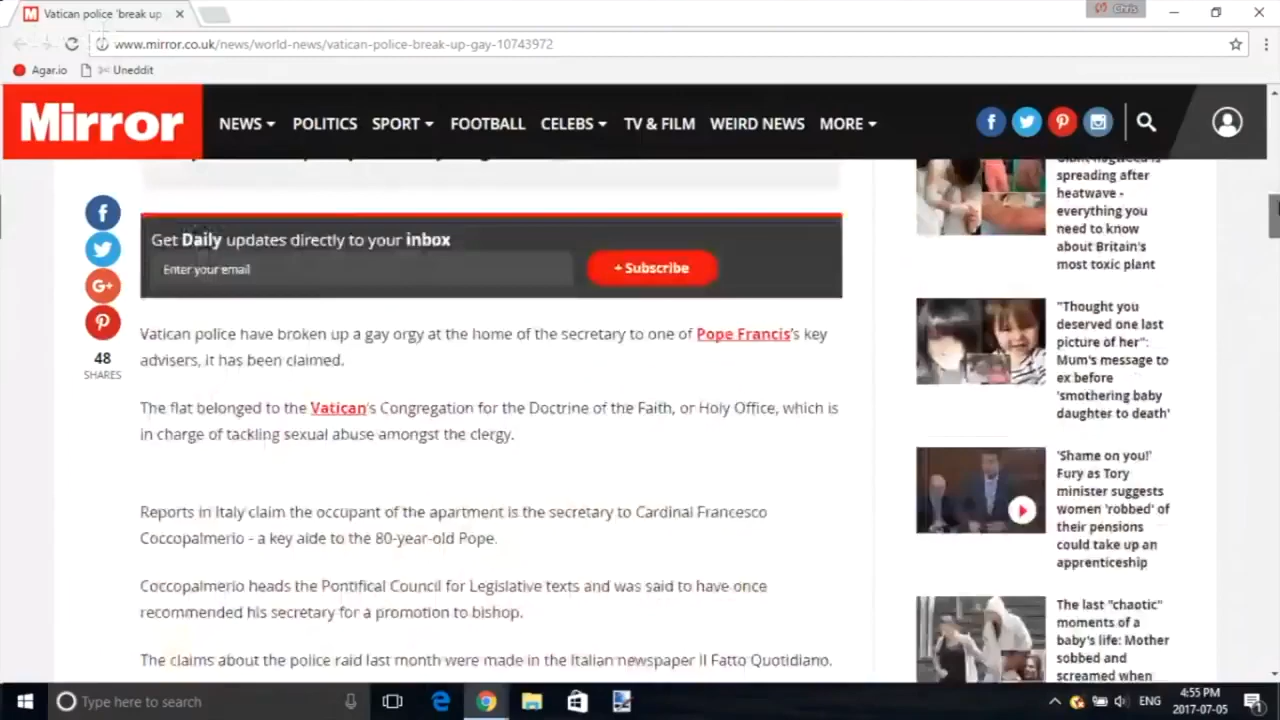 Vatican police 'break up
Chris
www.mirror.co.uk/news/world-news/vatican-police-break-up-gay-10743972
Agar.io
Uneddit
Mirror
NEWS
POLITICS
SPORT
FOOTBALL
CELEBS
TV & FILM
WEIRD NEWS
MORE
Get Daily updates directly to your inbox
Enter your email
+ Subscribe
48
SHARES
Vatican police have broken up a gay orgy at the home of the secretary to one of Pope Francis's key
advisers, it has been claimed.
The flat belonged to the Vatican's Congregation for the Doctrine of the Faith, or Holy Office, which is
in charge of tackling sexual abuse amongst the clergy.
Reports in Italy claim the occupant of the apartment is the secretary to Cardinal Francesco
Coccopalmerio - a key aide to the 80-year-old Pope.
Coccopalmerio heads the Pontifical Council for Legislative texts and was said to have once
recommended his secretary for a promotion to bishop.
The claims about the police raid last month were made in the Italian newspaper Il Fatto Quotidiano.
spreading after
heatwave -
everything you
need to know
about Britain's
most toxic plant
"Thought you
deserved one last
picture of her":
Mum's message to
ex before
'smothering baby
daughter to death'
'Shame on you!'
Fury as Tory
minister suggests
women 'robbed' of
their pensions
could take up an
apprenticeship
The last "chaotic"
moments of a
baby's life: Mother
sobbed and
screamed when
Type here to search
ENG
4:55 PM
2017-07-05